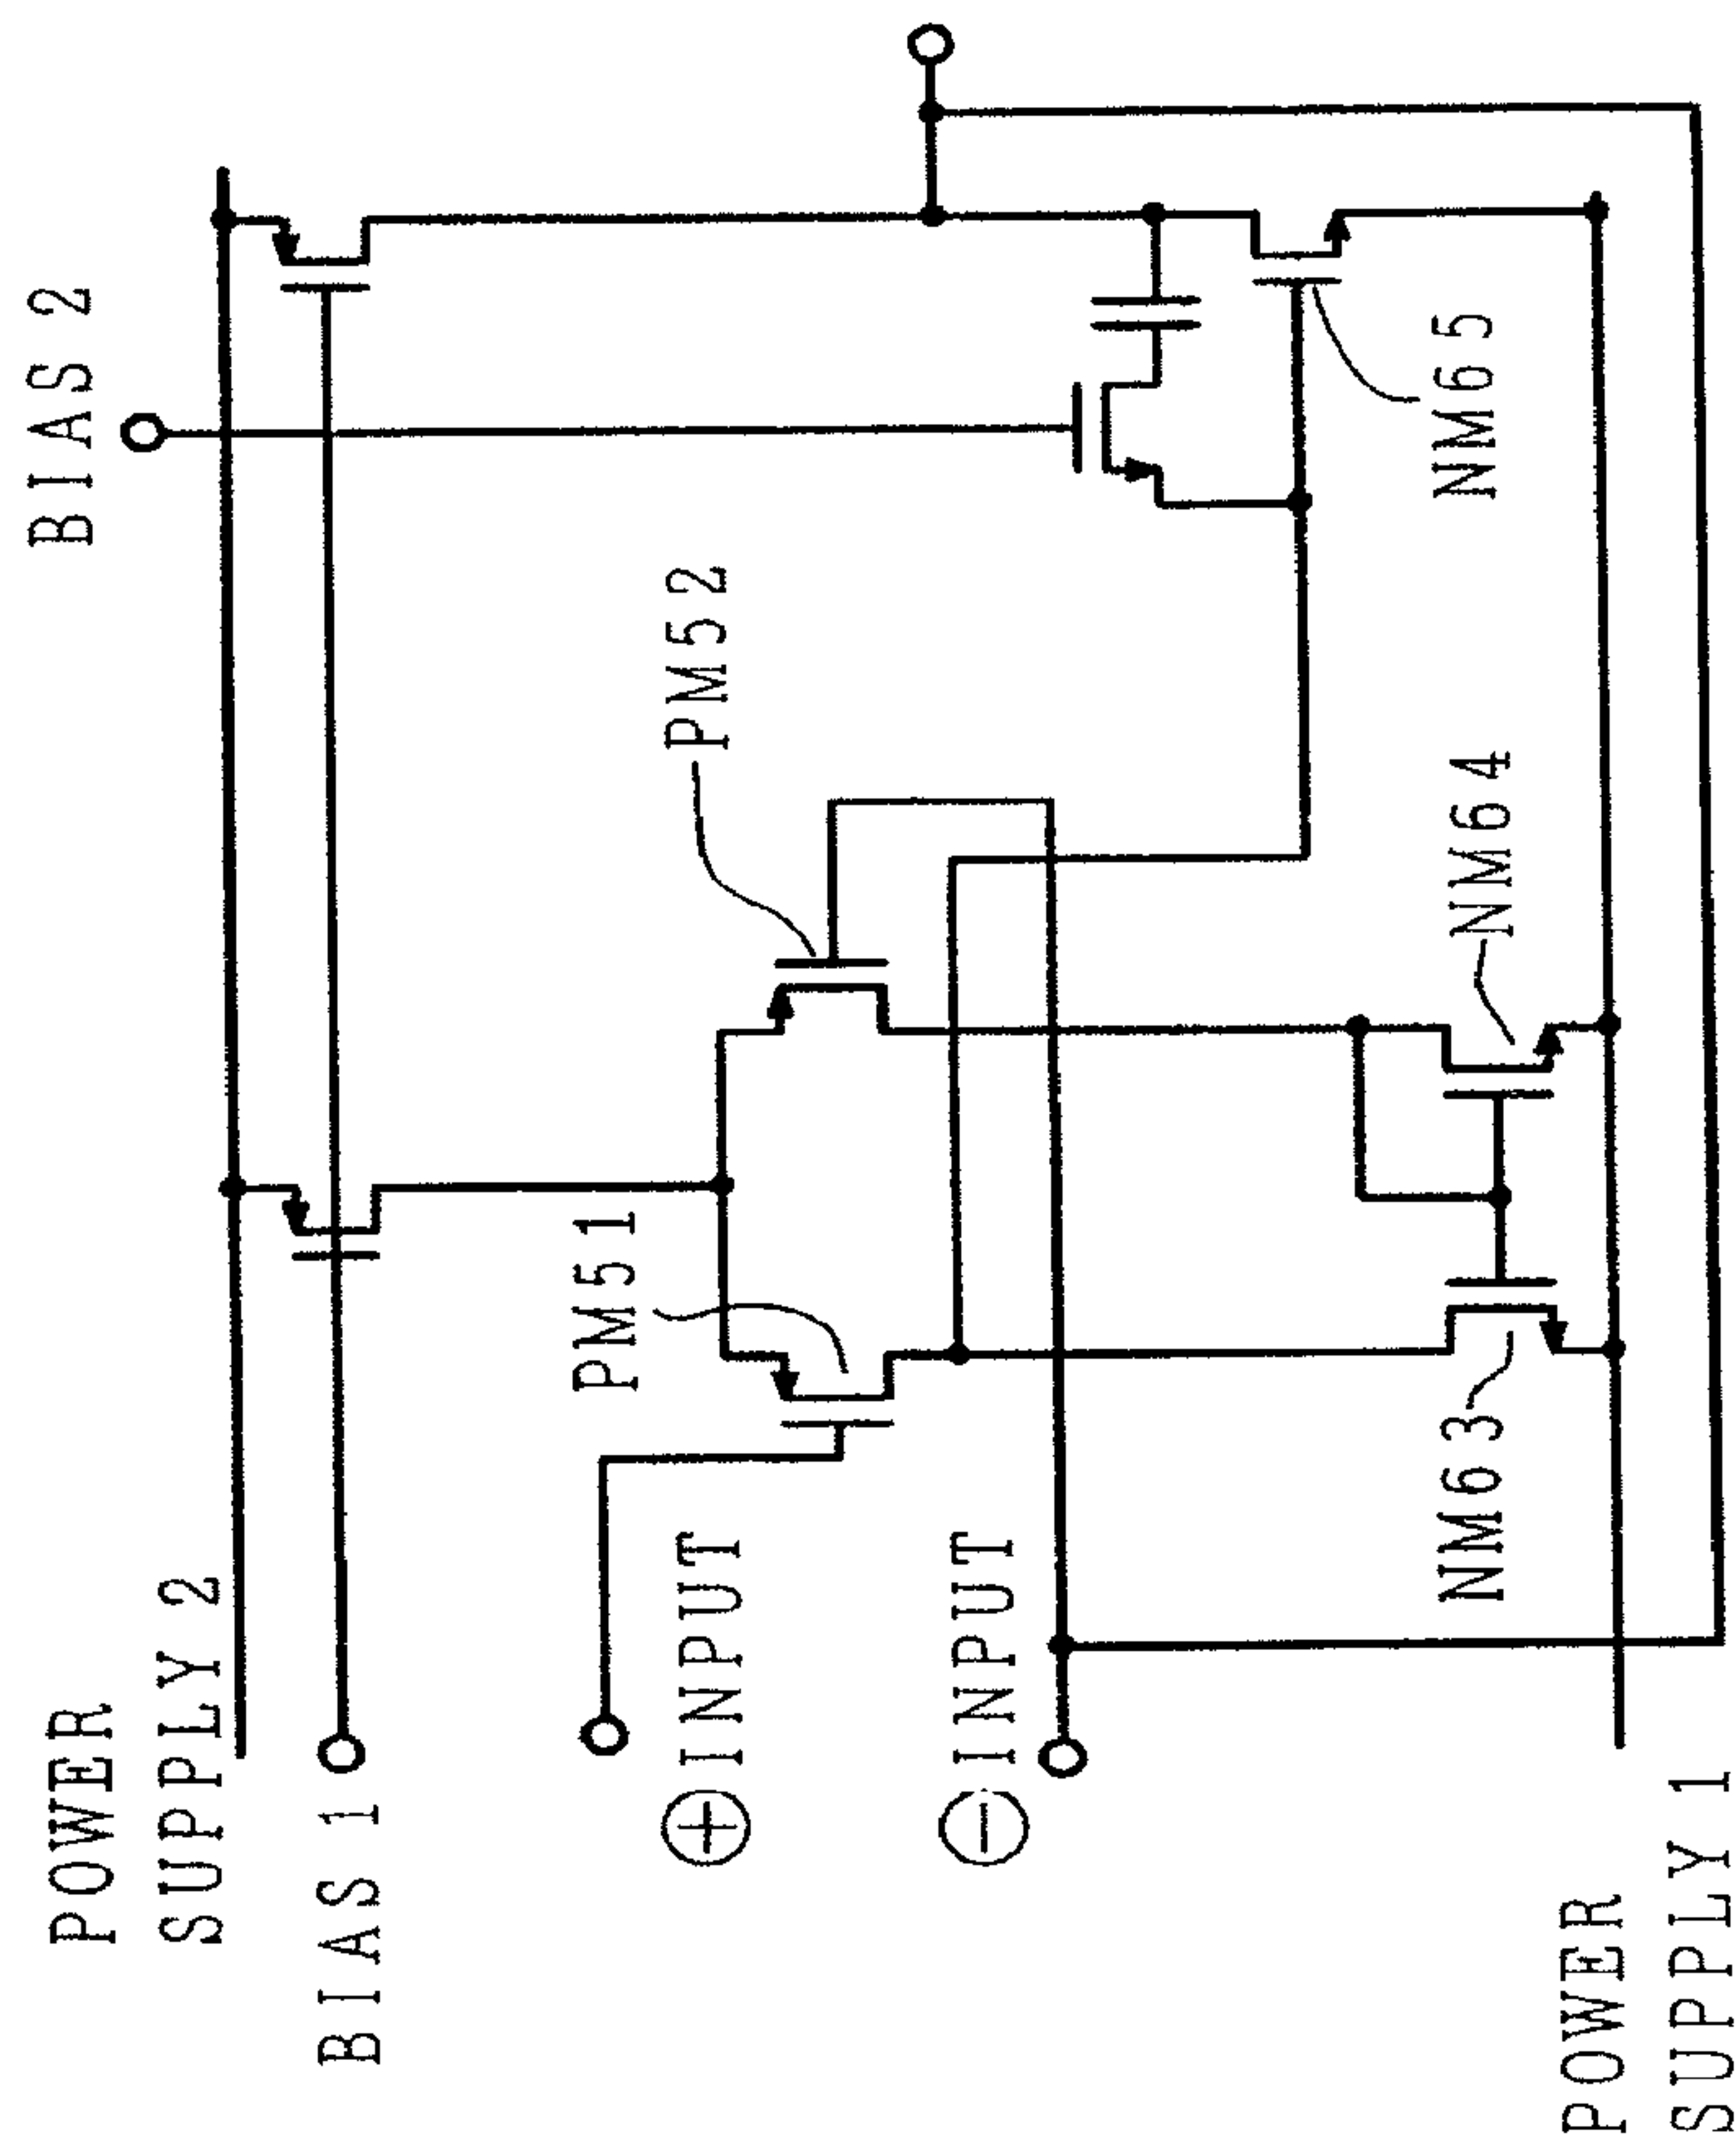 POWER
SUPPLY 2
BIAS 1
BIAS 2
⊕INPUT
⊖INPUT
PM51
PM52
NM63
NM64
NM65
POWER
SUPPLY 1